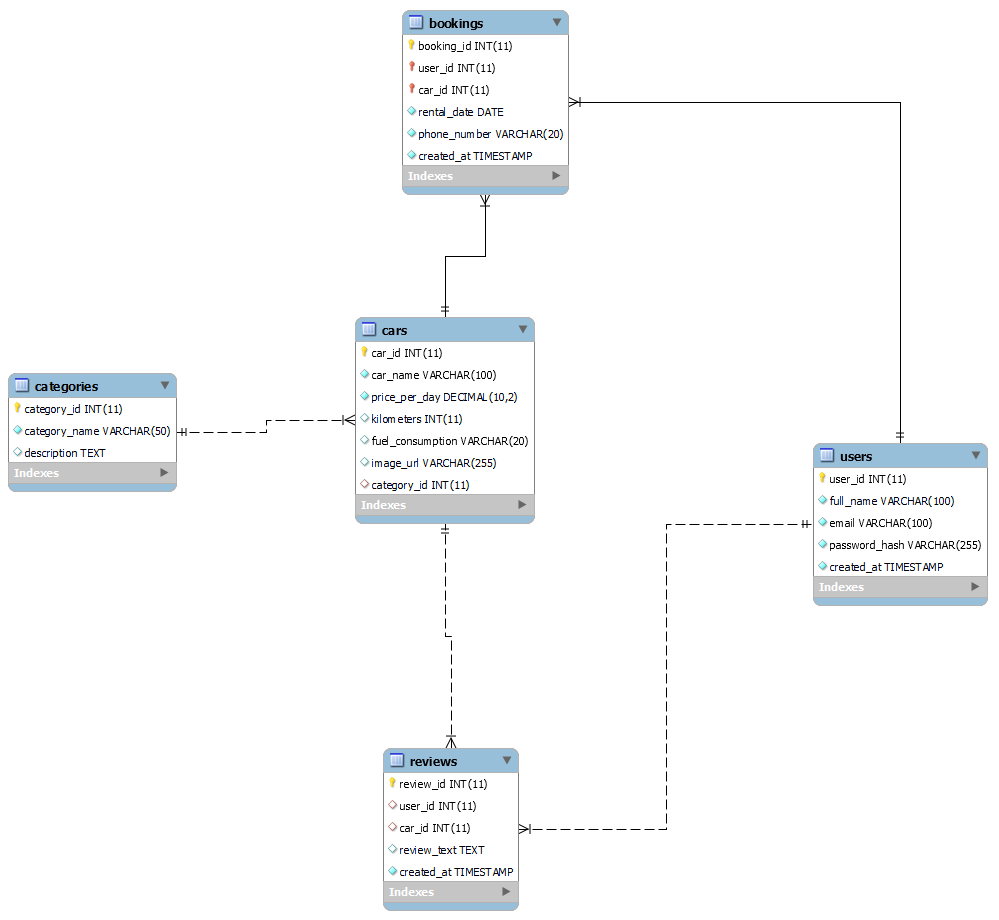 bookings
booking_id INT(11)
user_id INT(11)
car_id INT(11)
rental_date DATE
phone_number VARCHAR(20)
created_at TIMESTAMP
Indexes
cars
car_id INT(11)
car_name VARCHAR(100)
price_per_day DECIMAL(10,2)
kilometers INT(11)
fuel_consumption VARCHAR(20)
image_url VARCHAR(255)
category_id INT(11)
Indexes
categories
category_id INT(11)
category_name VARCHAR(50)
description TEXT
Indexes
users
user_id INT(11)
full_name VARCHAR(100)
email VARCHAR(100)
password_hash VARCHAR(255)
created_at TIMESTAMP
Indexes
reviews
review_id INT(11)
user_id INT(11)
car_id INT(11)
review_text TEXT
created_at TIMESTAMP
Indexes